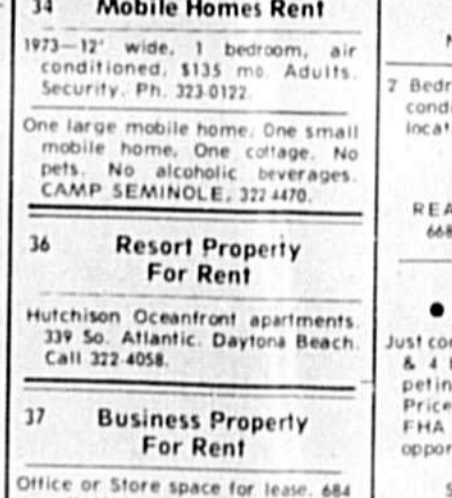 34 Mobile Homes Rent
1973—12' wide, 1 bedroom, air
conditioned, $135 mo. Adults.
Security. Ph. 323-0122.
One large mobile home, One small
mobile home, One cottage. No
pets. No alcoholic beverages.
CAMP SEMINOLE, 322 4470.
36 Resort Property
For Rent
Hutchison Oceanfront apartments.
339 So. Atlantic. Daytona Beach.
Call 322-4058.
37 Business Property
For Rent
Office or Store space for lease. 684
2 Bedr
condi
locat
REA
668
Just co
& 4
petin
Price
FHA
oppor
S